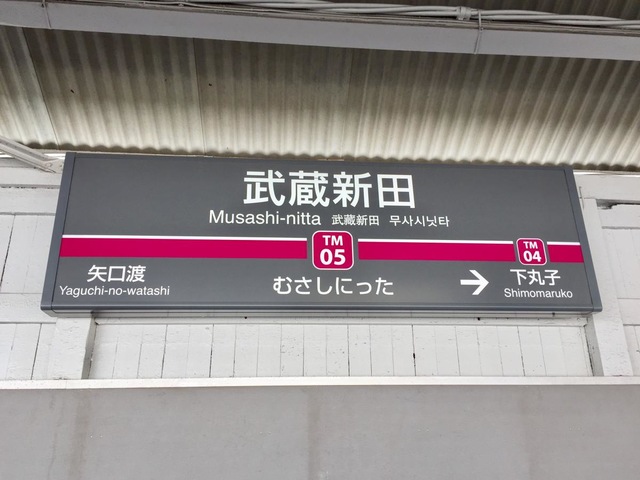 武蔵新田
Musashi-nitta 武藏新田 무사시닛타
TM
05
TM
04
矢口渡
Yaguchi-no-watashi
むさしにった
→
下丸子
Shimomaruko